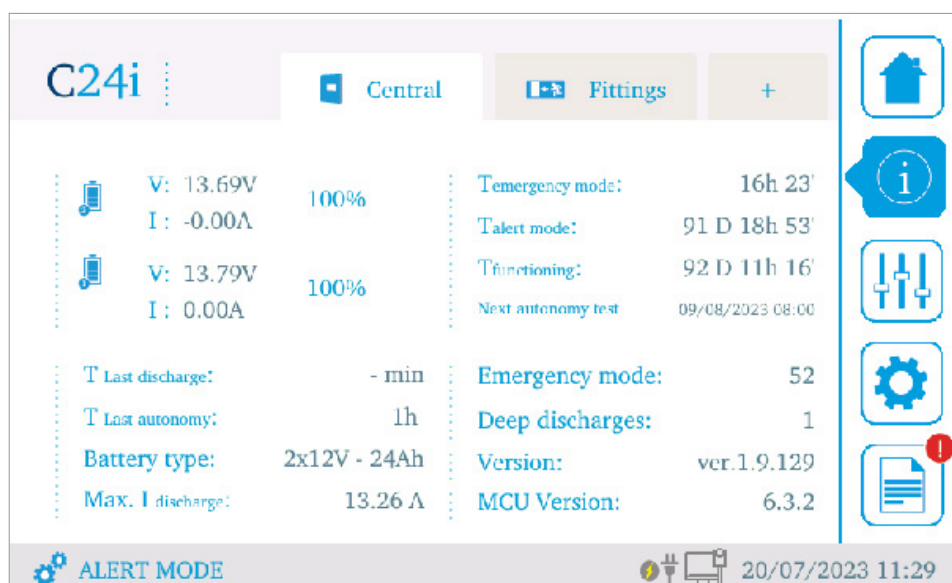 C24i
Central
Fittings
+
V: 13.69V
I : -0.00A
100%
V: 13.79V
I : 0.00A
100%
Temergency mode: 16h 23'
Talert mode: 91 D 18h 53'
Tfunctioning: 92 D 11h 16'
Next autonomy test 09/08/2023 08:00
T Last discharge: - min
T Last autonomy: 1h
Battery type: 2x12V - 24Ah
Max. I discharge: 13.26 A
Emergency mode: 52
Deep discharges: 1
Version: ver.1.9.129
MCU Version: 6.3.2
i
!
ALERT MODE
20/07/2023 11:29